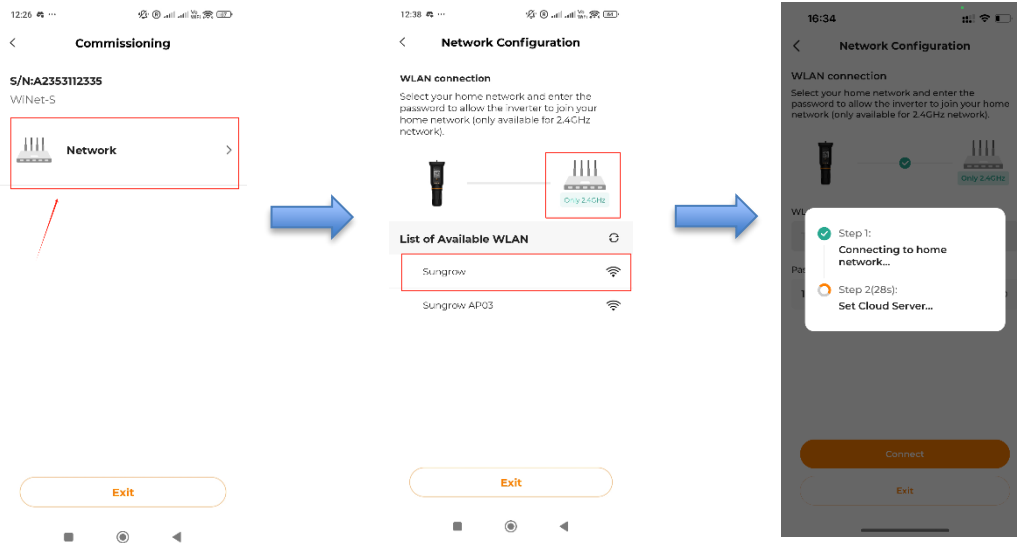 12:26
Commissioning
S/N:A2353112335
WiNet-S
Network
Exit
12:38
Network Configuration
WLAN connection
Select your home network and enter the
password to allow the inverter to join your
home network (only available for 2.4GHz
network).
Only 2.4GHz
List of Available WLAN
Sungrow
Sungrow AP03
Exit
16:34
Network Configuration
WLAN connection
Select your home network and enter the
password to allow the inverter to join your home
network (only available for 2.4GHz network).
Only 2.4GHz
Step 1:
Connecting to home
network...
Step 2(28s):
Set Cloud Server...
Connect
Exit